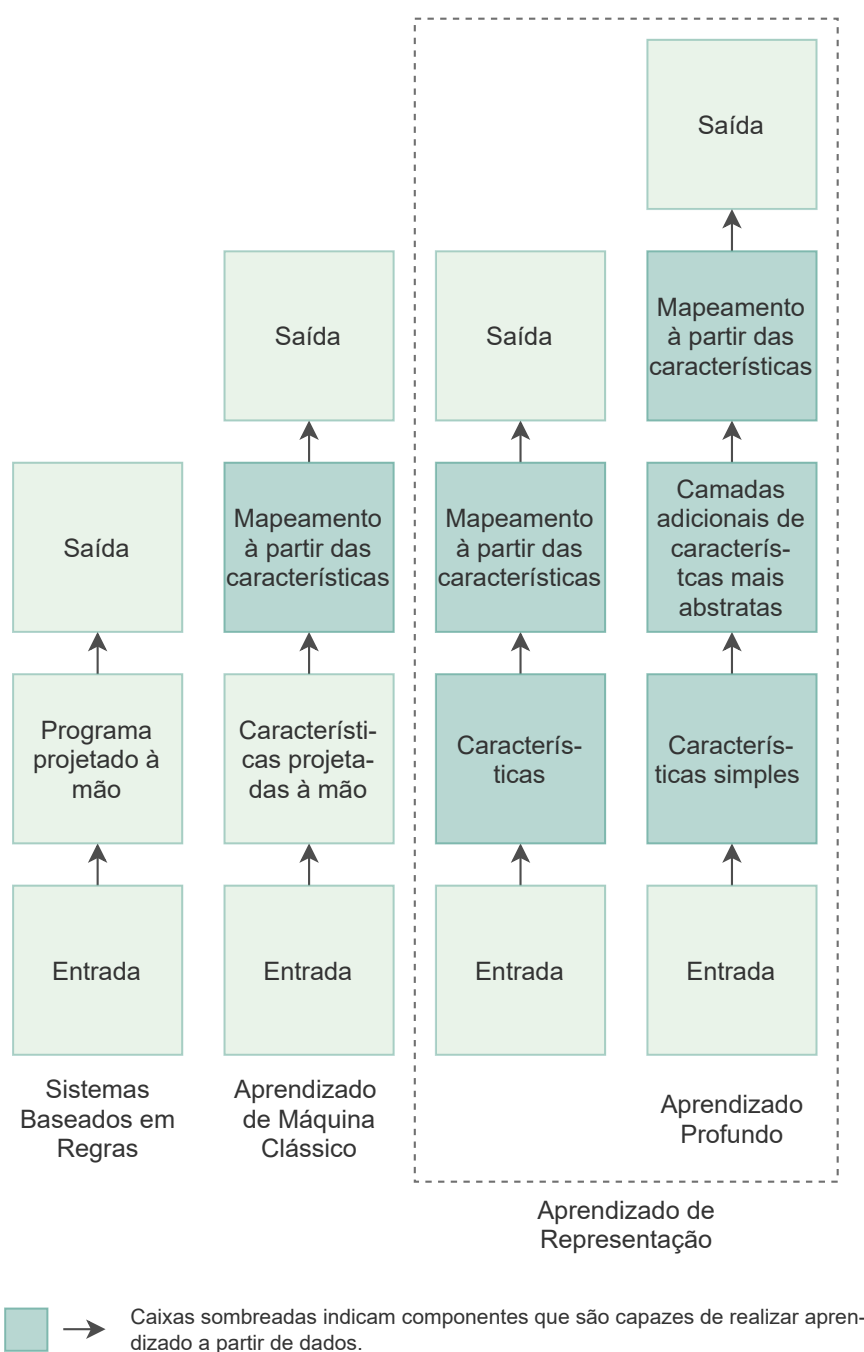 Saída
Programa
projetado à
mão
Entrada
Sistemas
Baseados em
Regras
Saída
Mapeamento
à partir das
características
Característi-
cas projeta-
das à mão
Entrada
Aprendizado
de Máquina
Clássico
Saída
Mapeamento
à partir das
características
Caracterís-
ticas
Entrada
Saída
Mapeamento
à partir das
características
Camadas
adicionais de
caracterís-
tcas mais
abstratas
Caracterís-
ticas simples
Entrada
Aprendizado
Profundo
Aprendizado de
Representação
Caixas sombreadas indicam componentes que são capazes de realizar apren-
dizado a partir de dados.